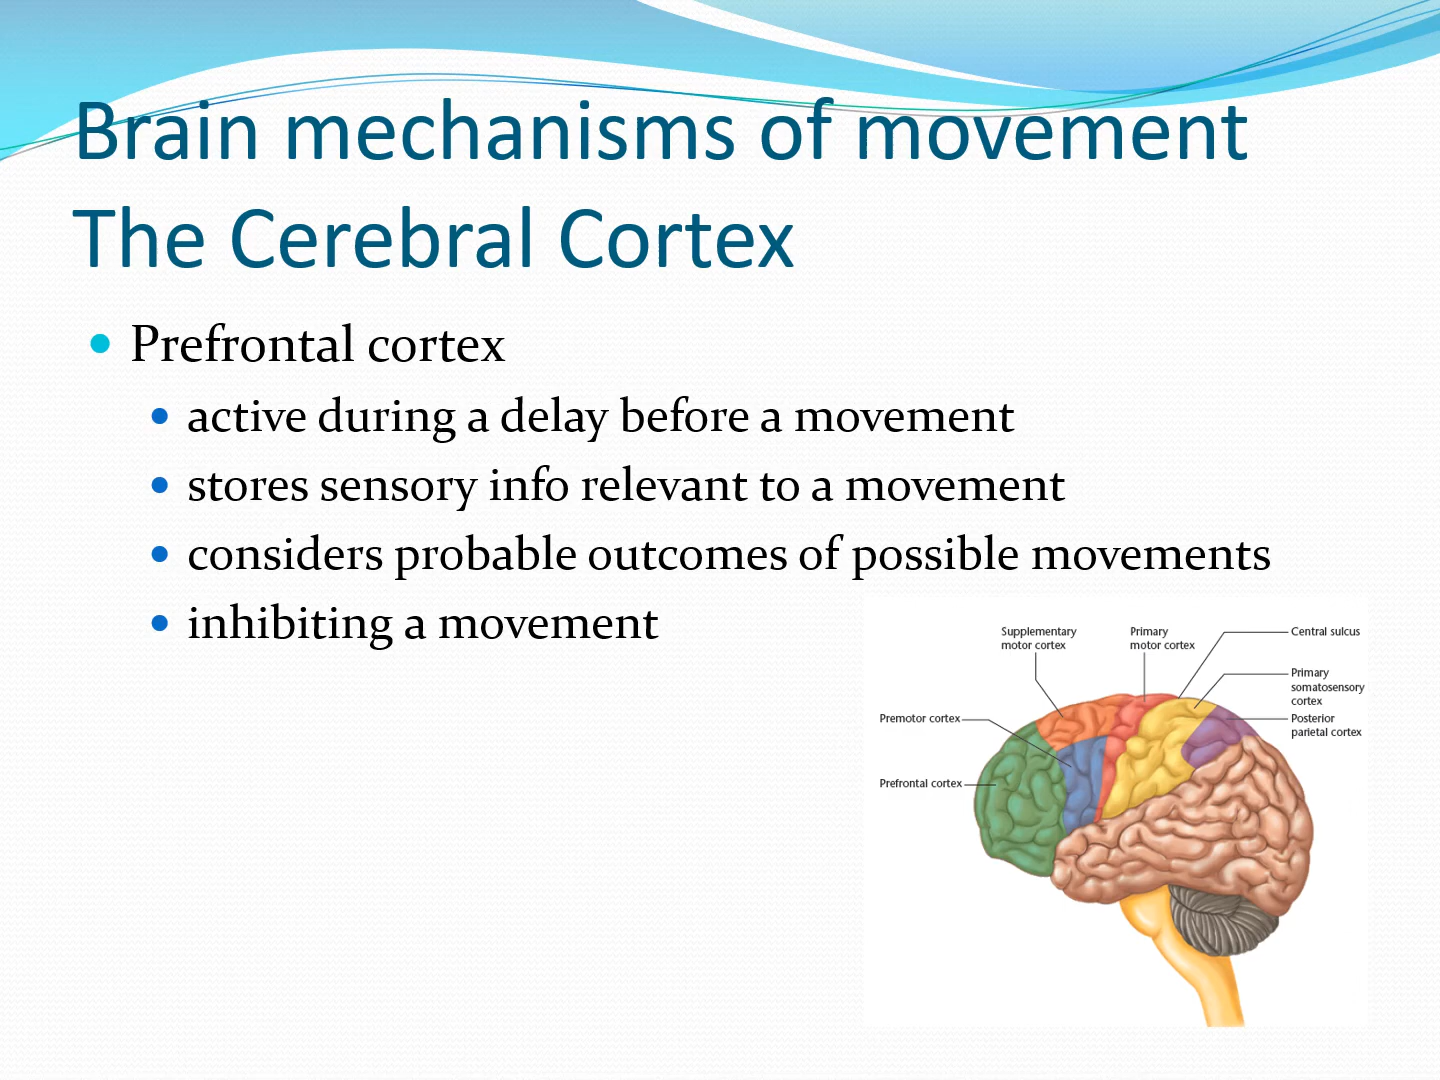 Brain mechanisms of movement
The Cerebral Cortex
Prefrontal cortex
active during a delay before a movement
stores sensory info relevant to a movement
considers probable outcomes of possible movements
inhibiting a movement
Supplementary
motor cortex
Primary
motor cortex
Central sulcus
Primary
somatosensory
cortex
Premotor cortex
Posterior
parietal cortex
Prefrontal cortex